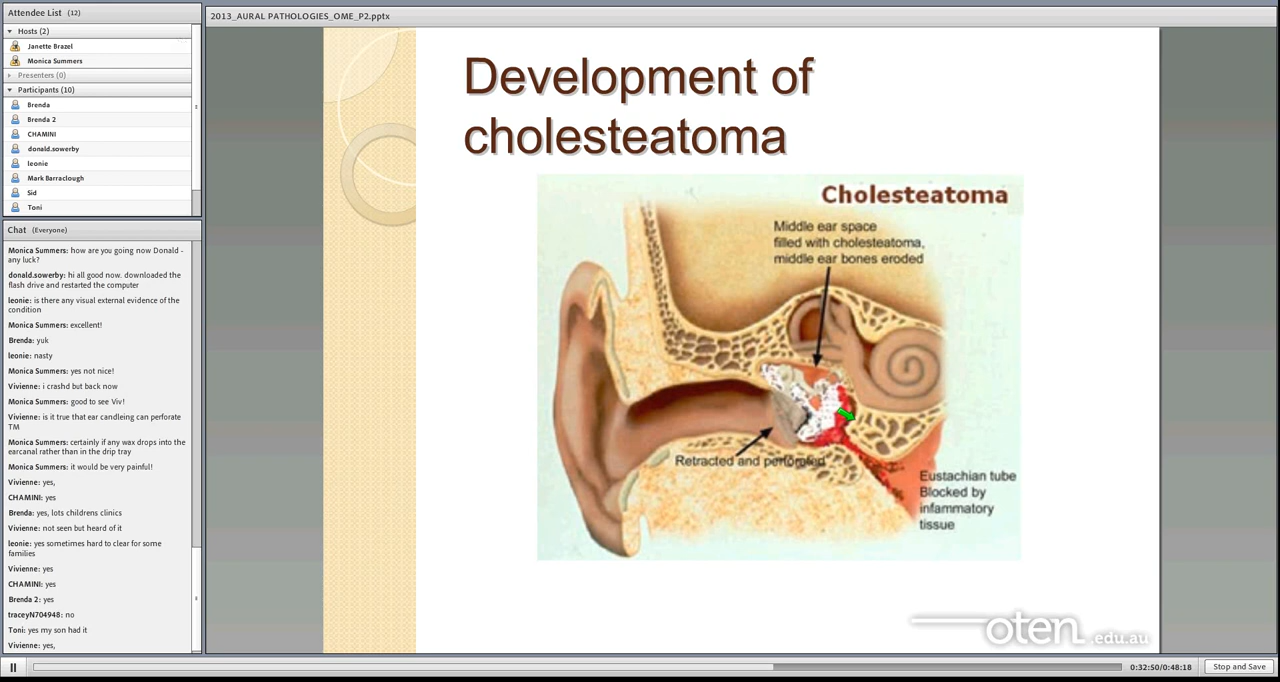 Attendee List (12)
Hosts (2)
Janette Brazel
Monica Summers
Presenters (0)
Participants (10)
Brenda
Brenda 2
CHAMINI
donald.sowerby
leonie
Mark Barraclough
Sid
Toni
Chat (Everyone)
Monica Summers: how are you going now Donald -
any luck?
donald.sowerby: hi all good now. downloaded the
flash drive and restarted the computer
leonie: is there any visual external evidence of the
condition
Monica Summers: excellent!
Brenda: yuk
leonie: nasty
Monica Summers: yes not nice!
Vivienne: i crashd but back now
Monica Summers: good to see Viv!
Vivienne: is it true that ear candleing can perforate
TM
Monica Summers: certainly if any wax drops into the
earcanal rather than in the drip tray
Monica Summers: it would be very painful!
Vivienne: yes,
CHAMINI: yes
Brenda: yes, lots childrens clinics
Vivienne: not seen but heard of it
leonie: yes sometimes hard to clear for some
families
Vivienne: yes
CHAMINI: yes
Brenda 2: yes
traceyN704948: no
Toni: yes my son had it
Vivienne: yes,
2013_AURAL PATHOLOGIES_OME_P2.pptx
Development of
cholesteatoma
Cholesteatoma
Middle ear space
filled with cholesteatoma,
middle ear bones eroded
Retracted and perforated
Eustachian tube
Blocked by
infammatory
tissue
oten.edu.au
0:32:50/0:48:18
Stop and Save